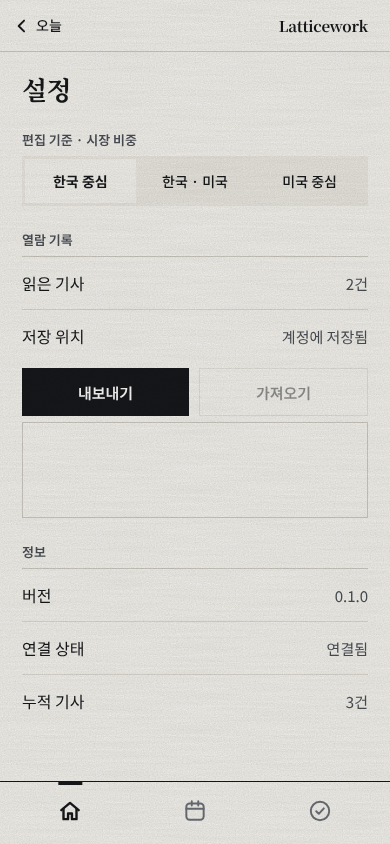 오늘
Latticework
설정
편집 기준 · 시장 비중
한국 중심
한국 · 미국
미국 중심
열람 기록
읽은 기사
2건
저장 위치
계정에 저장됨
내보내기
가져오기
정보
버전
0.1.0
연결 상태
연결됨
누적 기사
3건